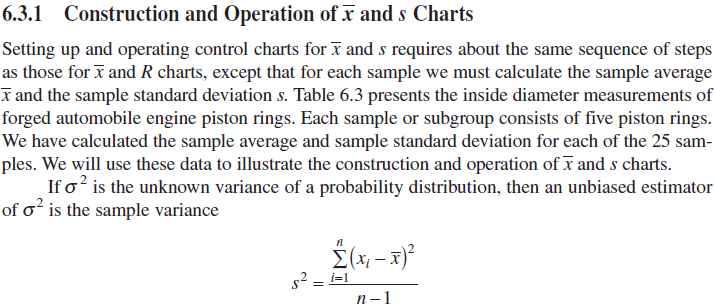 6.3.1 Construction and Operation of x̄ and s Charts
Setting up and operating control charts for x̄ and s requires about the same sequence of steps
as those for x̄ and R charts, except that for each sample we must calculate the sample average
x̄ and the sample standard deviation s. Table 6.3 presents the inside diameter measurements of
forged automobile engine piston rings. Each sample or subgroup consists of five piston rings.
We have calculated the sample average and sample standard deviation for each of the 25 sam-
ples. We will use these data to illustrate the construction and operation of x̄ and s charts.
If σ² is the unknown variance of a probability distribution, then an unbiased estimator
of σ² is the sample variance
s² = \frac{\sum_{i=1}^{n}(x_i - x̄)^2}{n-1}